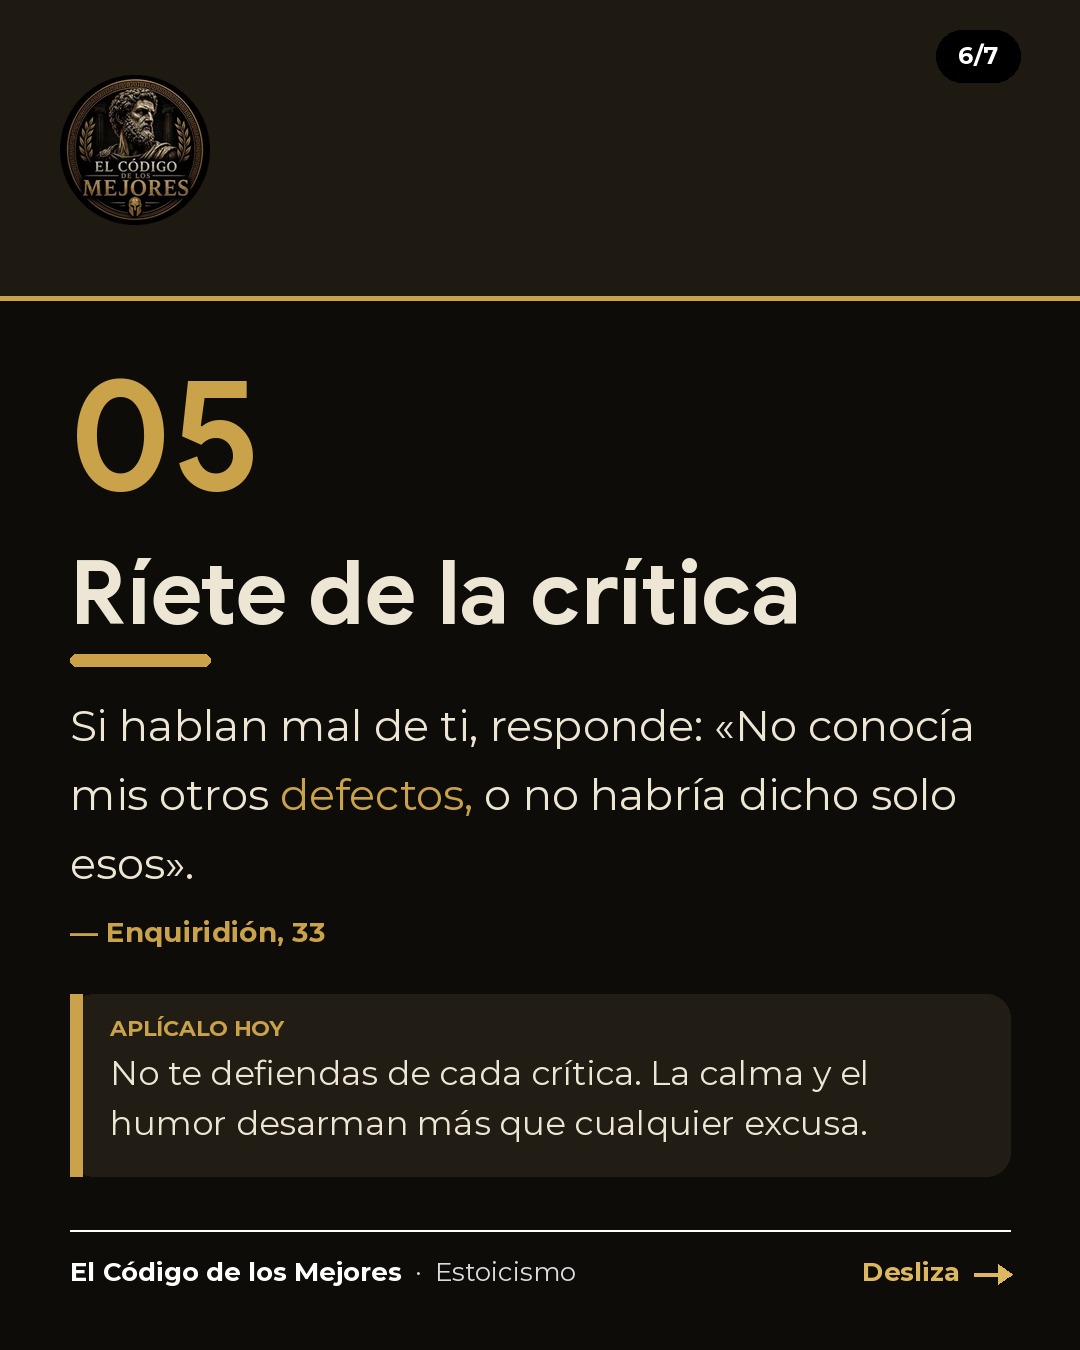 6/7
EL CÓDIGO
DE LOS
MEJORES
05
Ríete de la crítica
Si hablan mal de ti, responde: «No conocía
mis otros defectos, o no habría dicho solo
esos».
— Enquiridión, 33
APLÍCALO HOY
No te defiendas de cada crítica. La calma y el
humor desarman más que cualquier excusa.
El Código de los Mejores · Estoicismo
Desliza